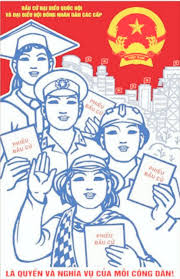 BẦU CỬ ĐẠI BIỂU QUỐC HỘI
VÀ ĐẠI BIỂU HỘI ĐỒNG NHÂN DÂN CÁC CẤP
PHIẾU
BẦU CỬ
PHIẾU
BẦU CỬ
PHIẾU
BẦU CỬ
PHIẾU
BẦU CỬ
LÀ QUYỀN VÀ NGHĨA VỤ CỦA MỖI CÔNG DÂN!